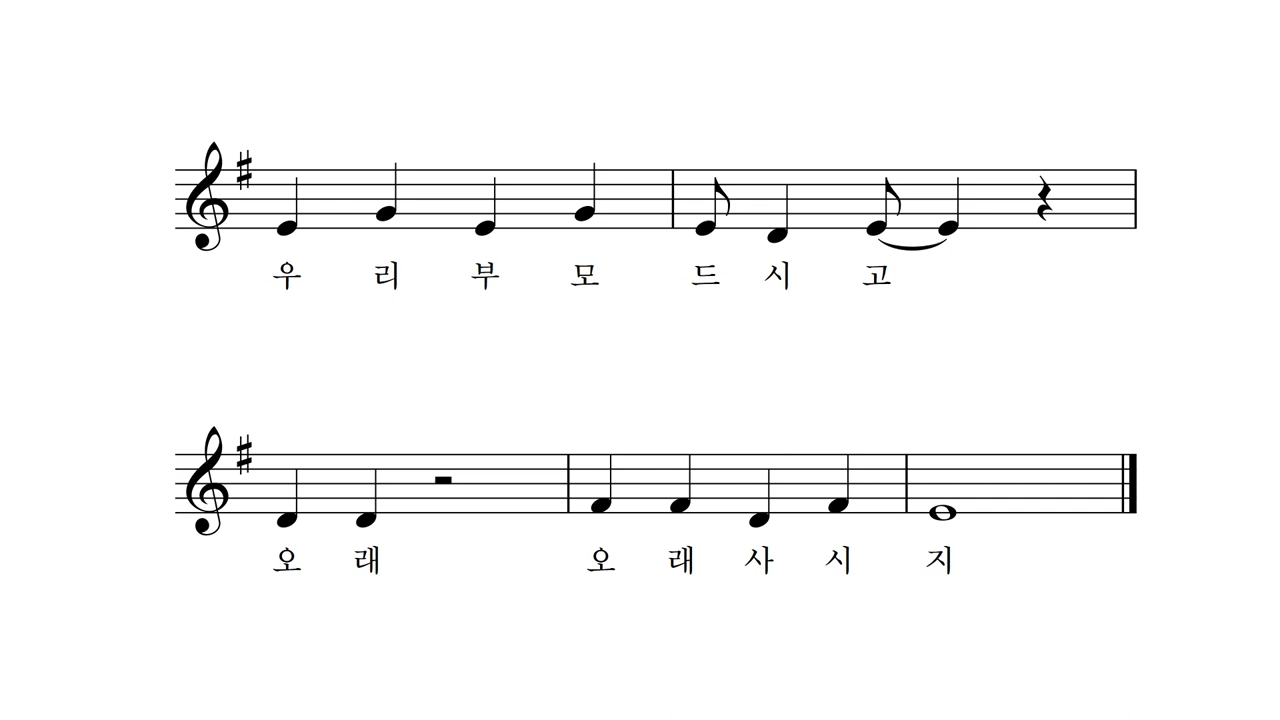 우 리 부 모 드 시 고
오 래 오 래 사 시 지